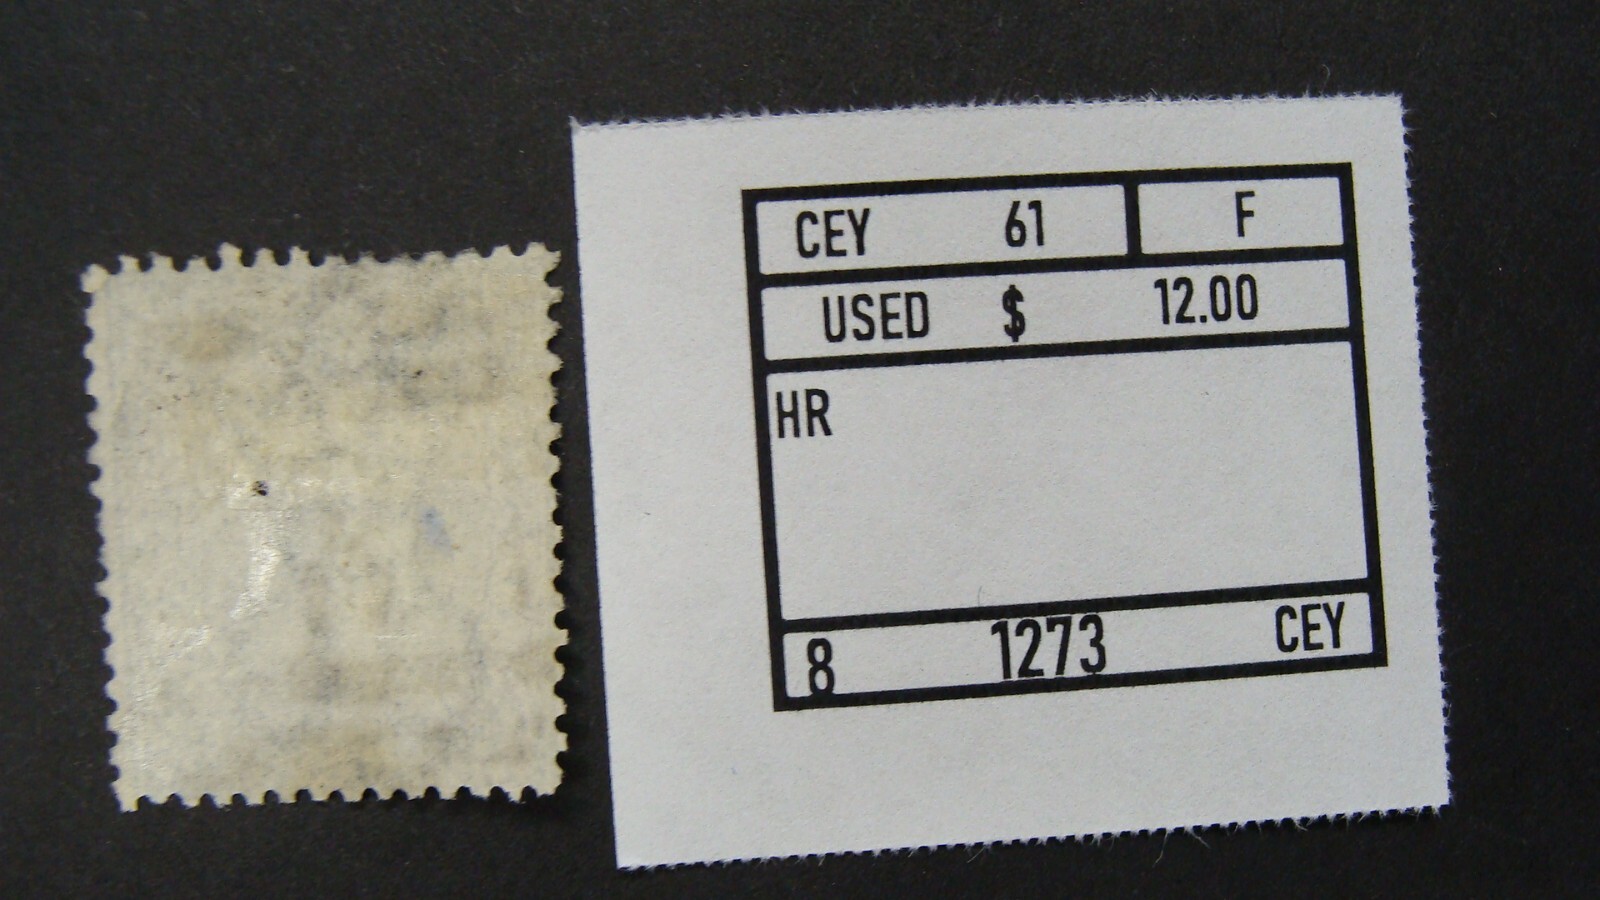 CEY 61 F
USED $ 12.00
HR
8 1273 CEY